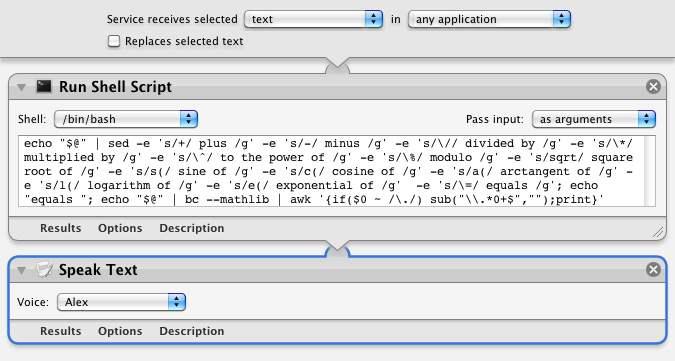 Service receives selected text in any application
Replaces selected text
Run Shell Script
Shell: /bin/bash Pass input: as arguments
echo "$@" | sed -e 's/+/ plus /g' -e 's/-/ minus /g' -e 's/\// divided by /g' -e 's/\*/
multiplied by /g' -e 's/\^/ to the power of /g' -e 's/\%/ modulo /g' -e 's/sqrt/ square
root of /g' -e 's/s(/ sine of /g' -e 's/c(/ cosine of /g' -e 's/a(/ arctangent of /g' -
e 's/l(/ logarithm of /g' -e 's/e(/ exponential of /g'  -e 's/\=/ equals /g'; echo
"equals "; echo "$@" | bc --mathlib | awk '{if($0 ~ /\./) sub("\\.*0+$","");print}'
Results Options Description
Speak Text
Voice: Alex
Results Options Description